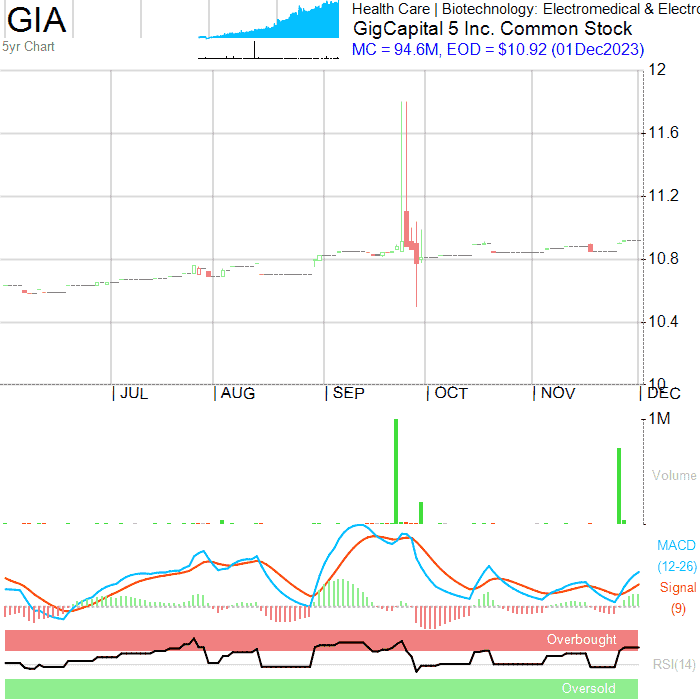 GIA
5yr Chart
Health Care | Biotechnology: Electromedical & Electro
GigCapital 5 Inc. Common Stock
MC = 94.6M, EOD = $10.92 (01Dec2023)
12
11.6
11.2
10.8
10.4
10
| JUL | AUG | SEP | OCT | NOV | DEC
1M
Volume
MACD
(12-26)
Signal
(9)
Overbought
RSI(14)
Oversold